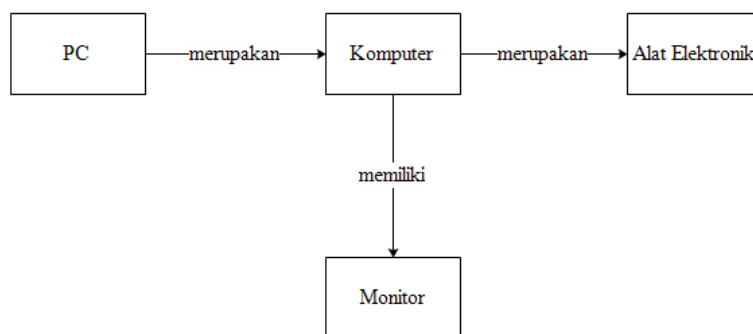 PC
merupakan
Komputer
merupakan
Alat Elektronik
memiliki
Monitor